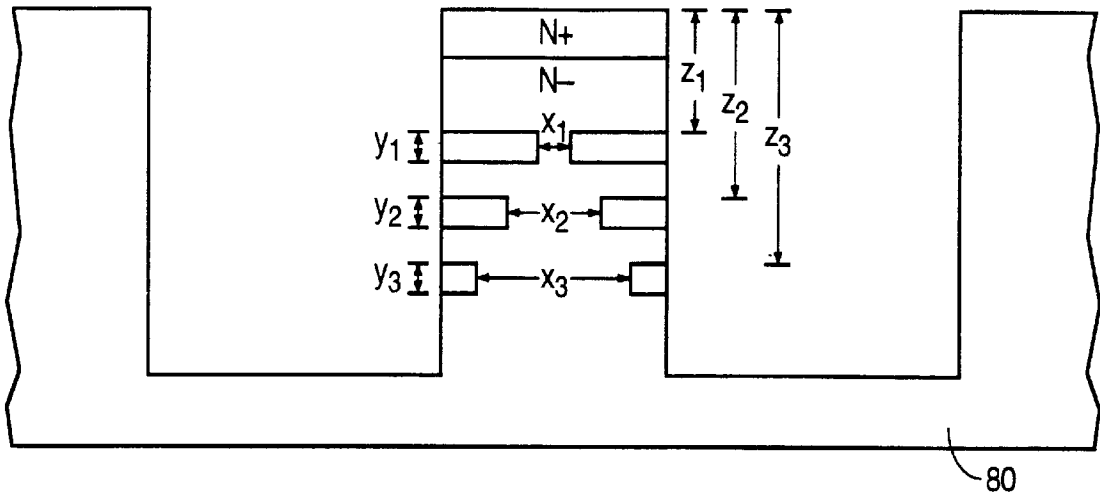 N+
N–
z₁
z₂
z₃
x₁
y₁
y₂
x₂
y₃
x₃
80